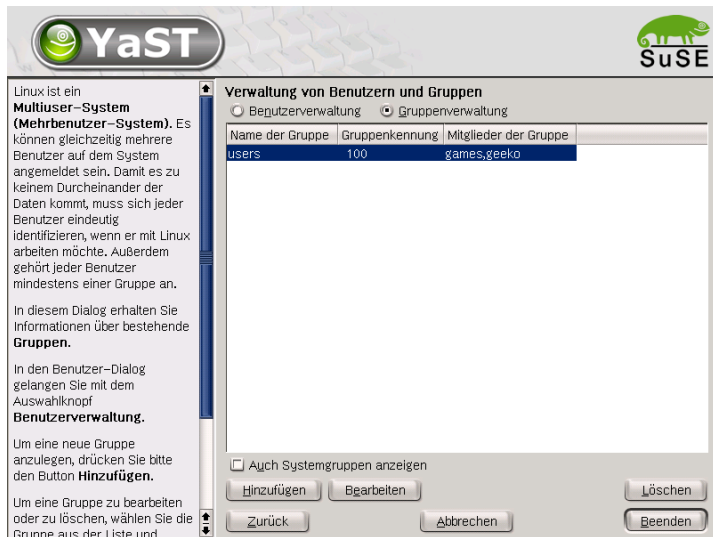 YaST
SuSE
Linux ist ein
Multiuser-System
(Mehrbenutzer-System). Es
können gleichzeitig mehrere
Benutzer auf dem System
angemeldet sein. Damit es zu
keinem Durcheinander der
Daten kommt, muss sich jeder
Benutzer eindeutig
identifizieren, wenn er mit Linux
arbeiten möchte. Außerdem
gehört jeder Benutzer
mindestens einer Gruppe an.
In diesem Dialog erhalten Sie
Informationen über bestehende
Gruppen.
In den Benutzer-Dialog
gelangen Sie mit dem
Auswahlknopf
Benutzerverwaltung.
Um eine neue Gruppe
anzulegen, drücken Sie bitte
den Button Hinzufügen.
Um eine Gruppe zu bearbeiten
oder zu löschen, wählen Sie die
Gruppe aus der Liste und
Verwaltung von Benutzern und Gruppen
Benutzerverwaltung Gruppenverwaltung
Name der Gruppe Gruppenkennung Mitglieder der Gruppe
users 100 games,geeko
Auch Systemgruppen anzeigen
Hinzufügen Bearbeiten Löschen
Zurück Abbrechen Beenden